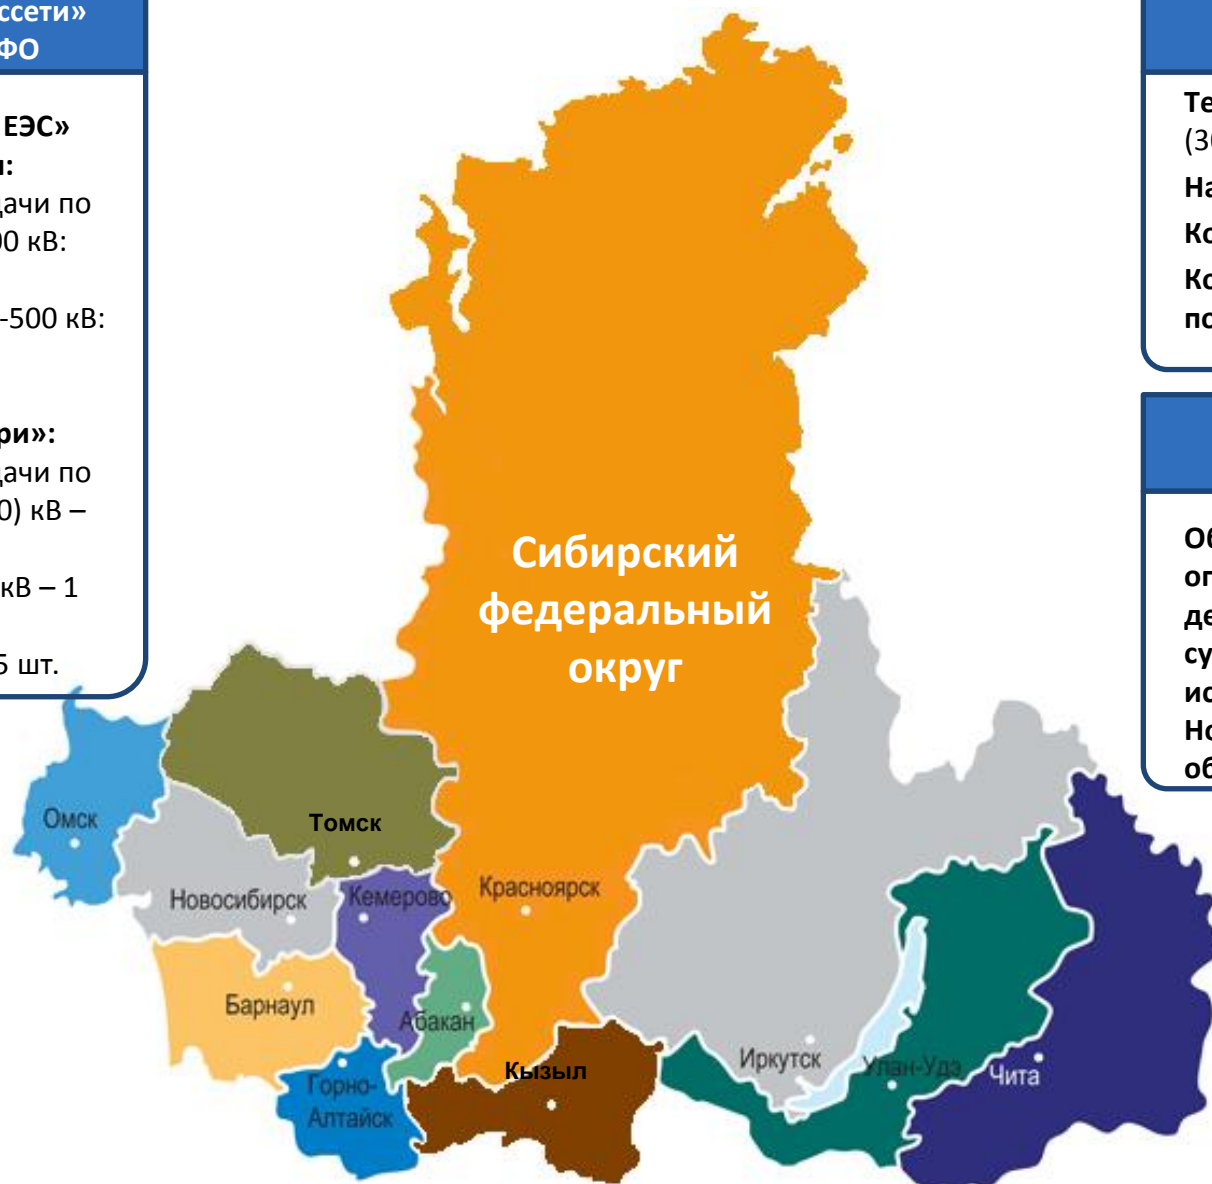 ссети»
ФО
ЕЭС»
и:
дачи по
00 кВ:
-500 кВ:
ри»:
дачи по
0) кВ –
кВ – 1
5 шт.
Сибирский
федеральный
округ
Омск
Томск
Новосибирск
Кемерово
Красноярск
Барнаул
Абакан
Горно-
Алтайск
Кызыл
Иркутск
Улан-Удэ
Чита
Те
(30
На
Ко
Ко
по
Об
ог
де
су
ис
Но
об